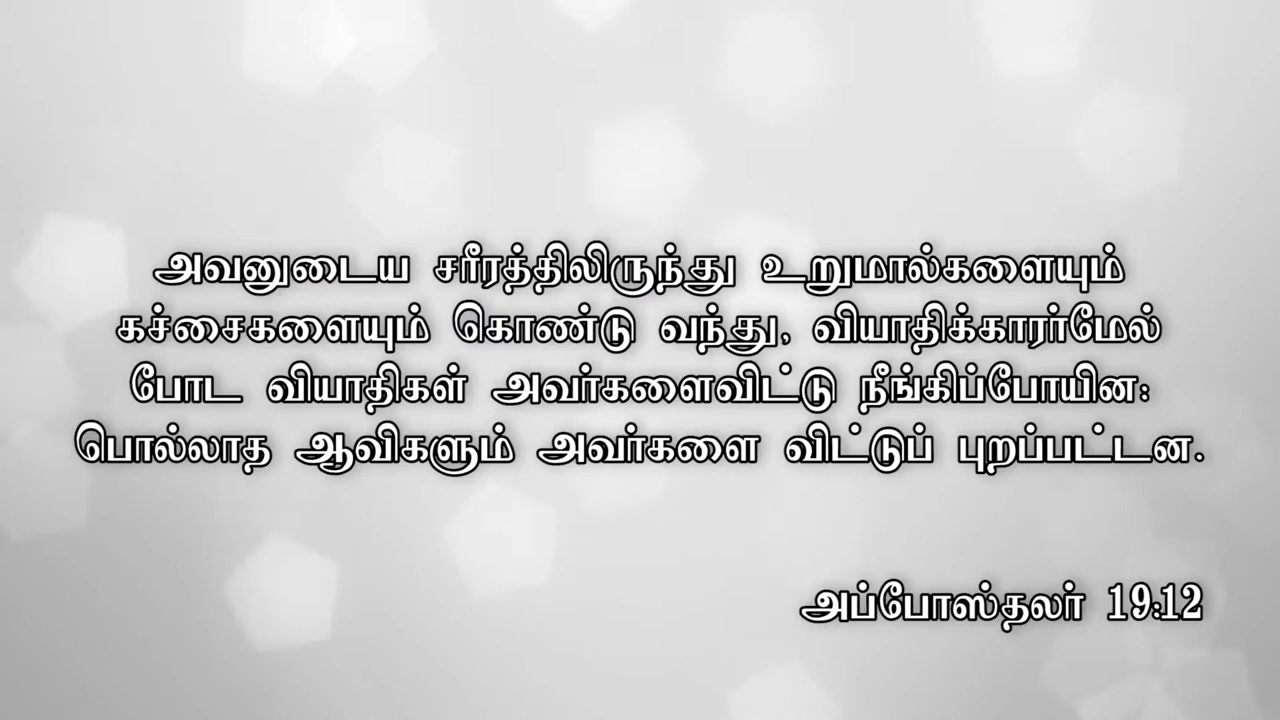 அவனுடைய சரீரத்திலிருந்து உறுமால்களையும்
கச்சைகளையும் கொண்டு வந்து, வியாதிக்காரர்மேல்
போட வியாதிகள் அவர்களைவிட்டு நீங்கிப்போயின:
பொல்லாத ஆவிகளும் அவர்களை விட்டுப் புறப்பட்டன.
அப்போஸ்தலர் 19:12